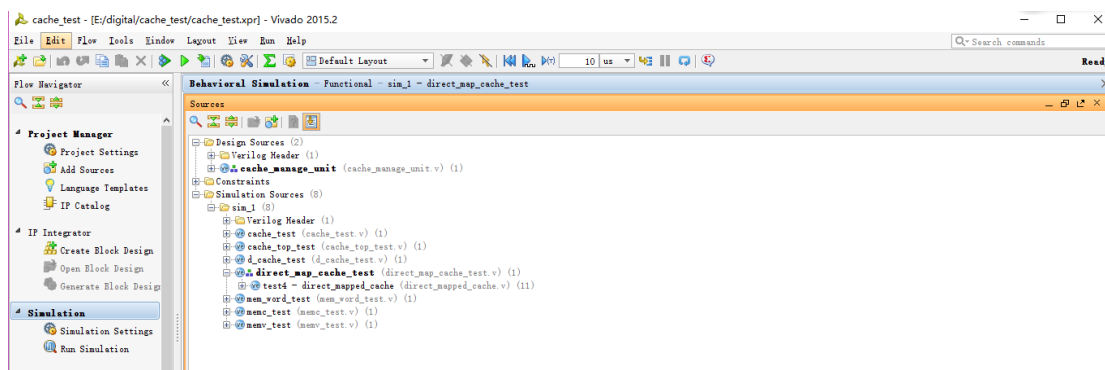 cache_test - [E:/digital/cache_test/cache_test.xpr] - Vivado 2015.2
File Edit Flow Tools Window Layout View Run Help
Search commands
Default Layout
10 us
Read
Flow Navigator
Project Manager
Project Settings
Add Sources
Language Templates
IP Catalog
IP Integrator
Create Block Design
Open Block Design
Generate Block Desig
Simulation
Simulation Settings
Run Simulation
Behavioral Simulation - Functional - sim_1 - direct_map_cache_test
Sources
Design Sources (2)
Verilog Header (1)
cache_manage_unit (cache_manage_unit.v) (1)
Constraints
Simulation Sources (8)
sim_1 (8)
Verilog Header (1)
cache_test (cache_test.v) (1)
cache_top_test (cache_top_test.v) (1)
d_cache_test (d_cache_test.v) (1)
direct_map_cache_test (direct_map_cache_test.v) (1)
test4 - direct_mapped_cache (direct_mapped_cache.v) (11)
mem_word_test (mem_word_test.v) (1)
memc_test (memc_test.v) (1)
memv_test (memv_test.v) (1)